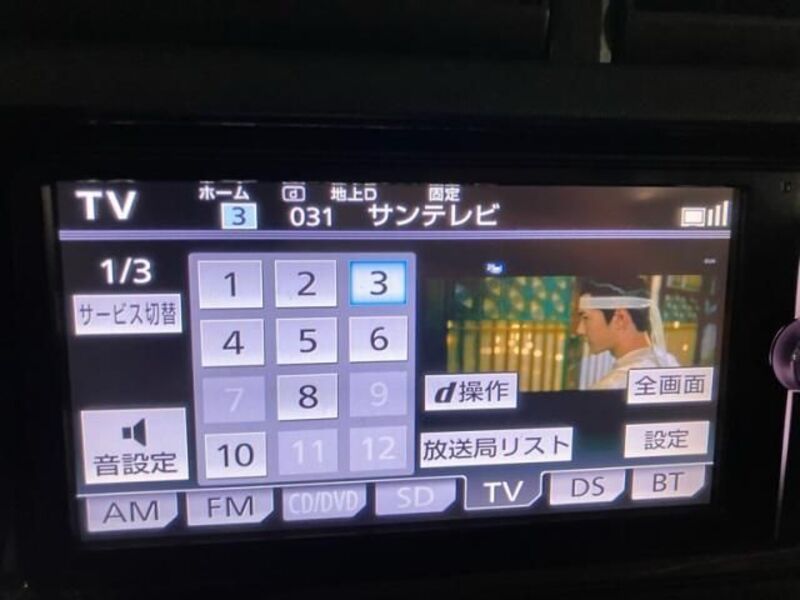 TV ホーム d 地上D 固定
3 031 サンテレビ
1/3
サービス切替
1 2 3
4 5 6
7 8 9
10 11 12
d操作 全画面
放送局リスト 設定
音設定
AM FM CD/DVD SD TV DS BT